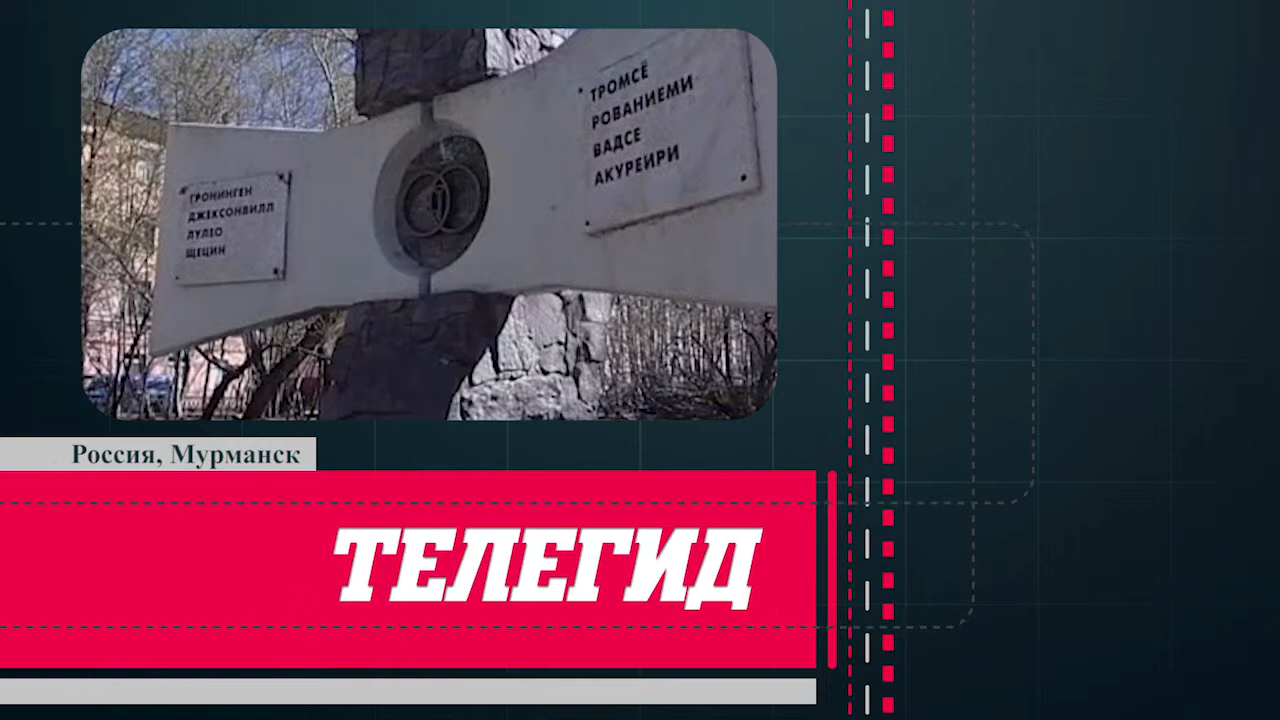 ТРОМСЁ
РОВАНИЕМИ
ВАДСЕ
АКУРЕЙРИ
ГРОНИНГЕН
ДЖЕКСОНВИЛЛ
ЛУЛЕО
ЩЕЦИН
Россия, Мурманск
ТЕЛЕГИД